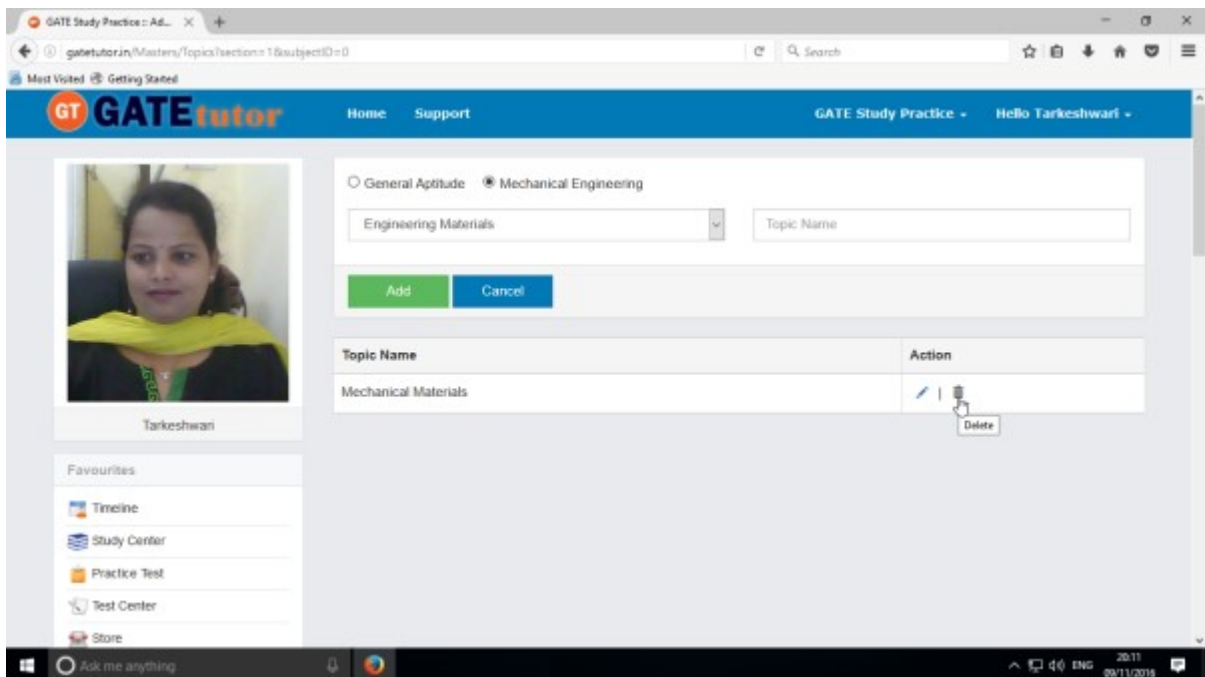 GATE Study Practice :: Ad...
gatetutor.in/Masters/Topics?section=1&subjectID=0
Search
Most Visited Getting Started
GT GATEtutor
Home Support GATE Study Practice Hello Tarkeshwari
General Aptitude Mechanical Engineering
Engineering Materials Topic Name
Add Cancel
Topic Name Action
Mechanical Materials |
Delete
Tarkeshwari
Favourites
Timeline
Study Center
Practice Test
Test Center
Store
Ask me anything
ENG
20:11
09/11/2016